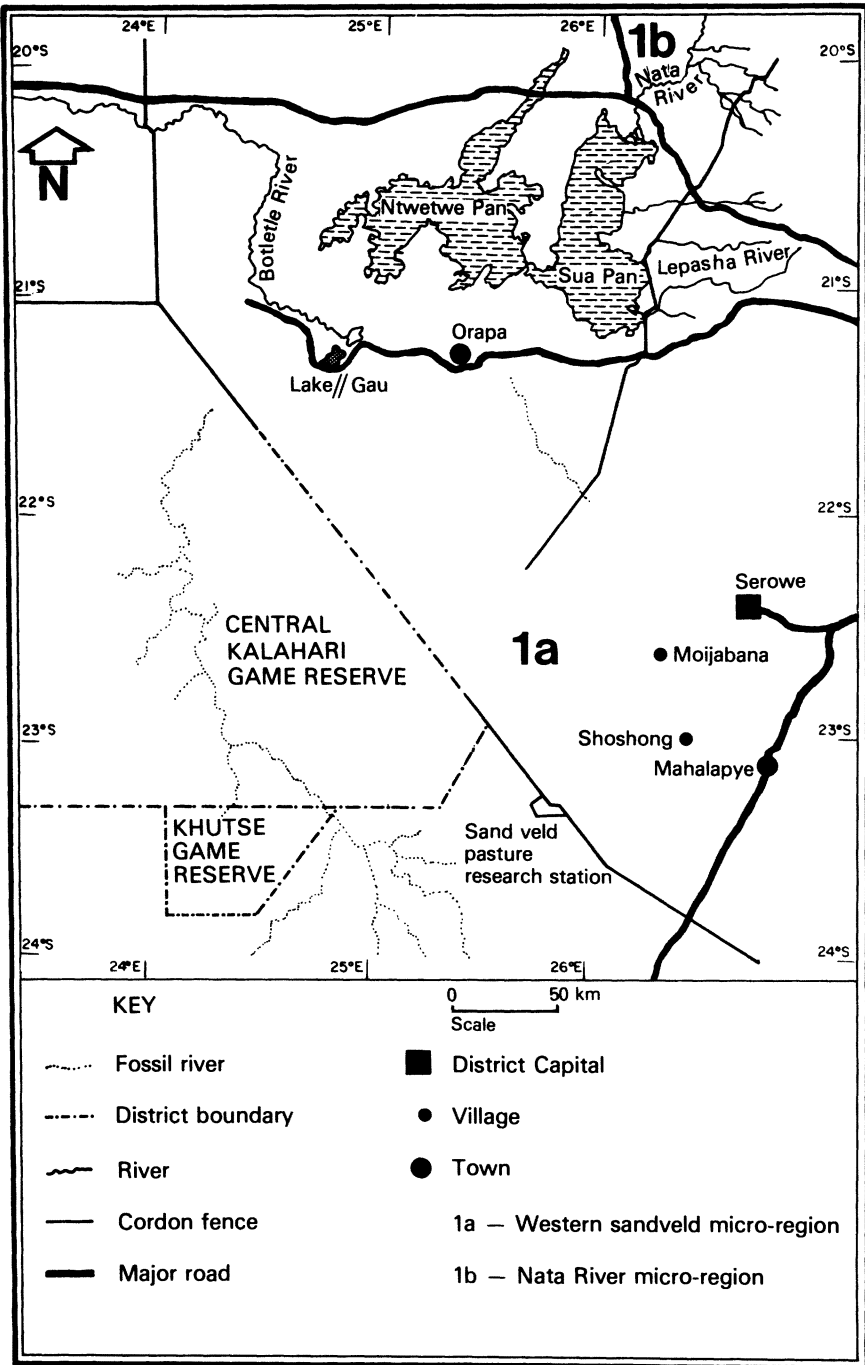 24°E
25°E
26°E
1b
20°S
20°S
Nata
River
N
Botletle River
Ntwetwe Pan
Sua Pan
Lepasha River
21°S
21°S
Orapa
Lake // Gau
22°S
22°S
Serowe
CENTRAL
KALAHARI
GAME RESERVE
1a
Moijabana
23°S
23°S
Shoshong
Mahalapye
KHUTSE
GAME
RESERVE
Sand veld
pasture
research station
24°S
24°S
24°E
25°E
26°E
KEY
0 50 km
Scale
Fossil river
District Capital
District boundary
Village
River
Town
Cordon fence
1a – Western sandveld micro-region
Major road
1b – Nata River micro-region